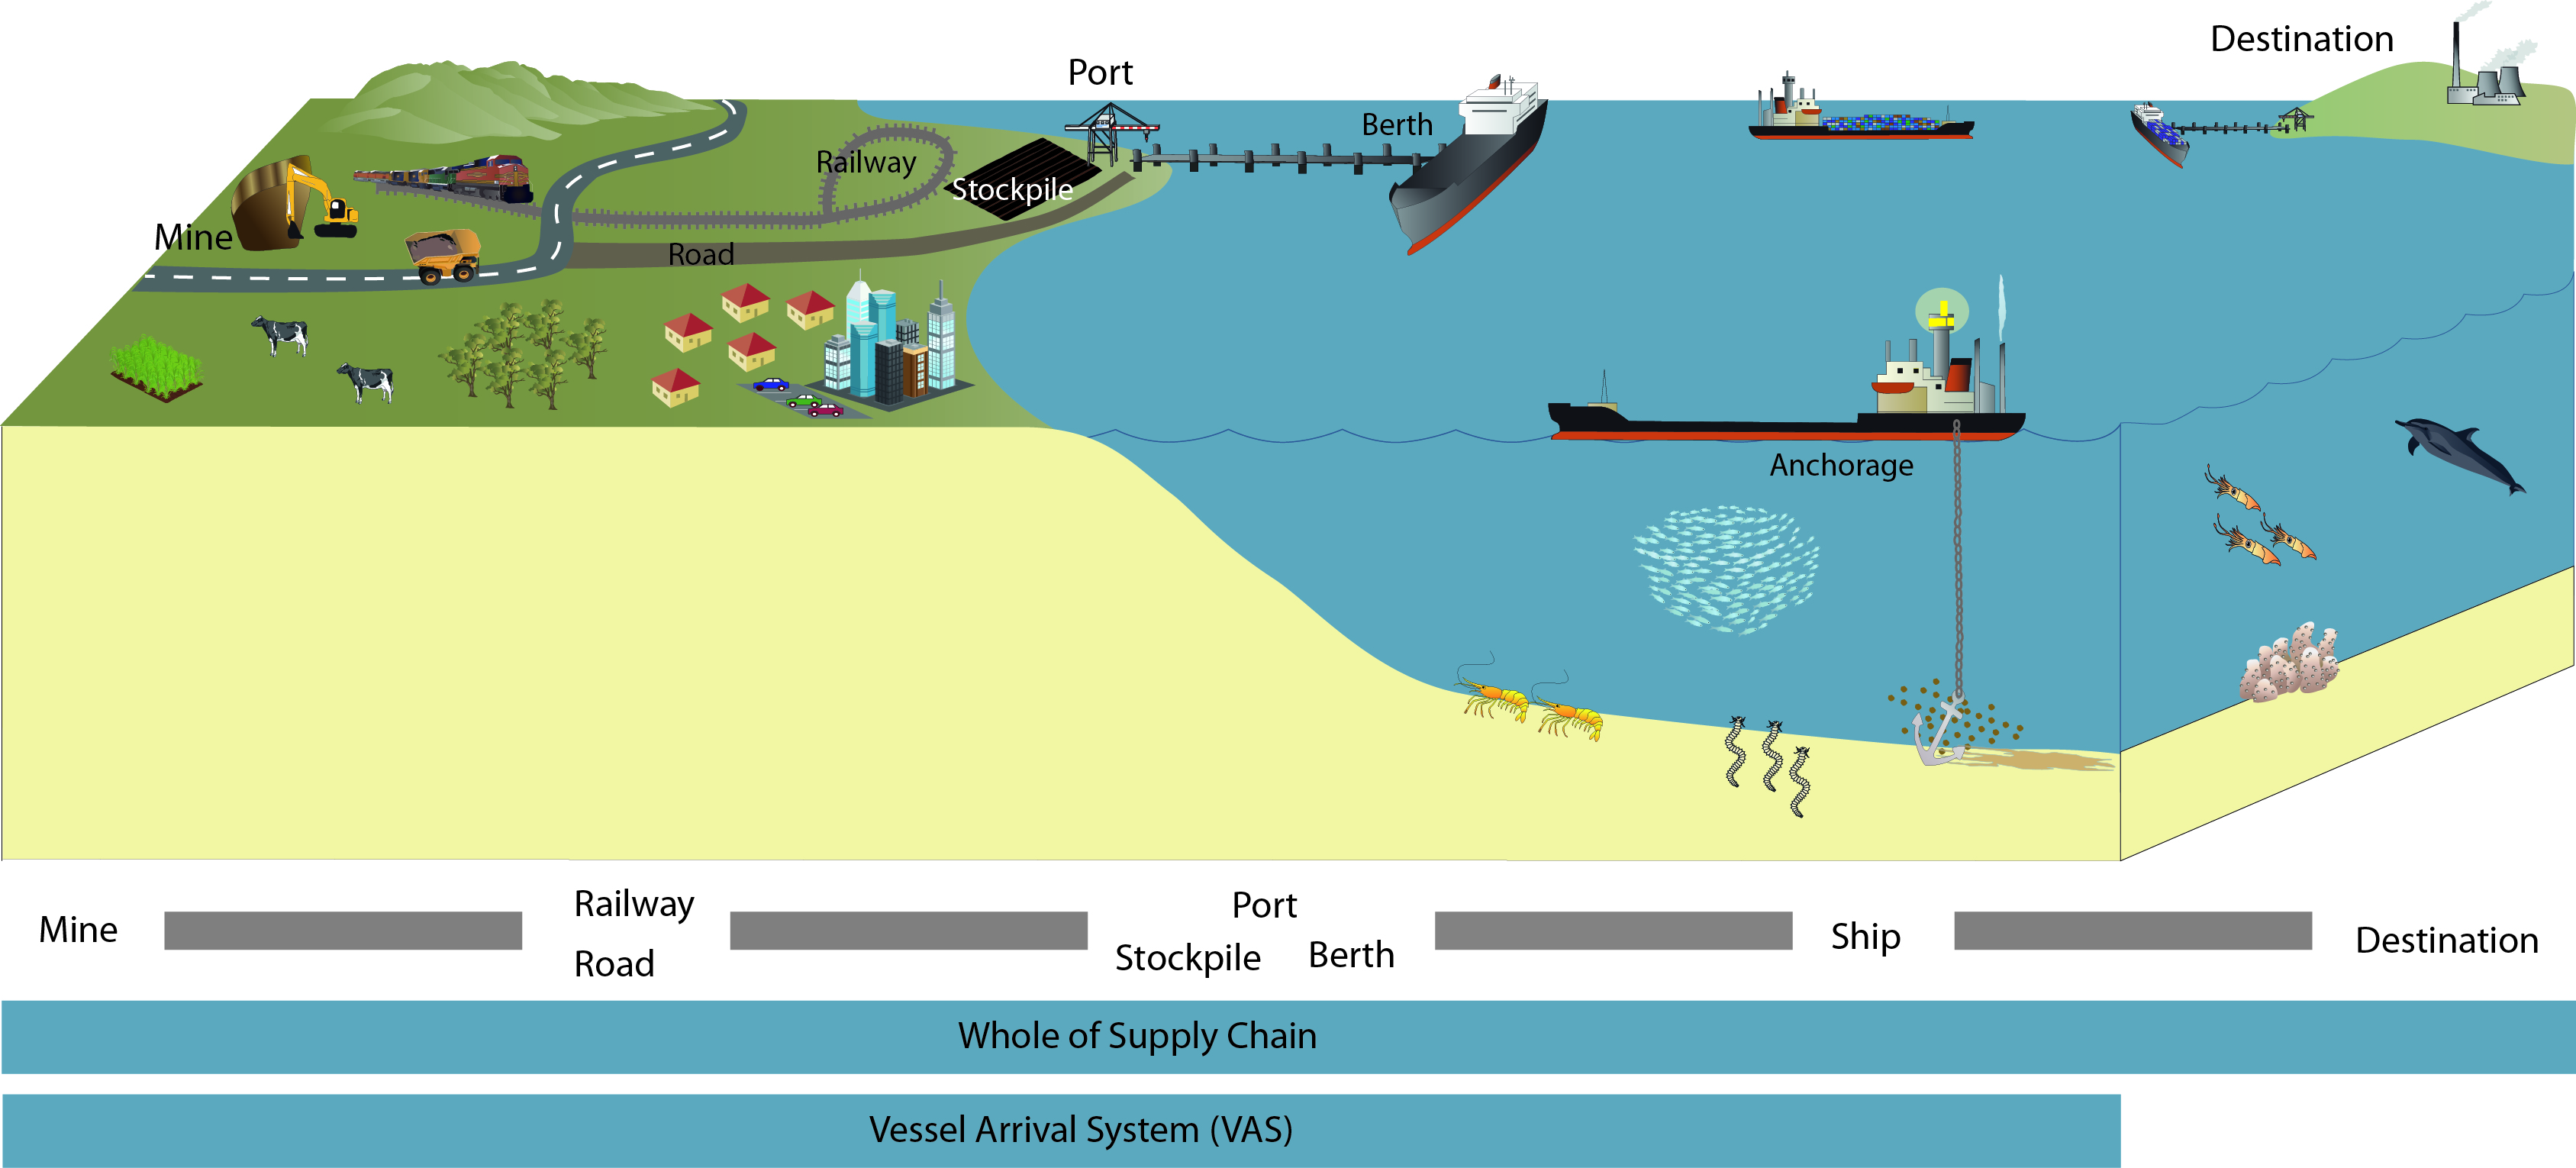 Destination
Port
Berth
Railway
Stockpile
Mine
Road
Anchorage
Railway
Port
Mine
Ship
Destination
Road
Stockpile
Berth
Whole of Supply Chain
Vessel Arrival System (VAS)